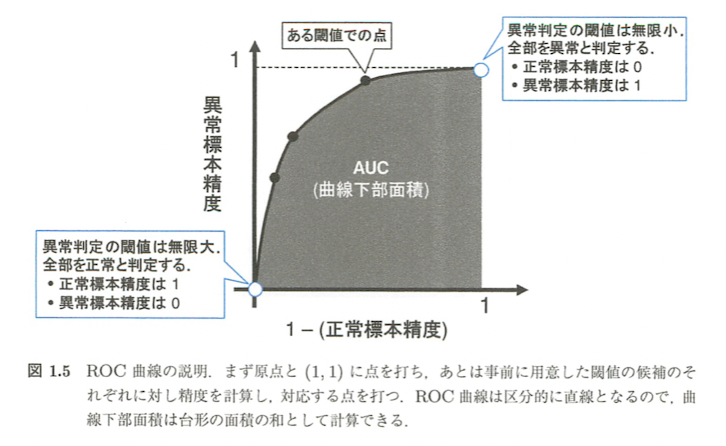 ある閾値での点
異常判定の閾値は無限小.
全部を異常と判定する.
• 正常標本精度は 0
• 異常標本精度は 1
1
異常標本精度
AUC
(曲線下部面積)
異常判定の閾値は無限大.
全部を正常と判定する.
• 正常標本精度は 1
• 異常標本精度は 0
1
1 – (正常標本精度)
図 1.5 ROC 曲線の説明．まず原点と (1, 1) に点を打ち，あとは事前に用意した閾値の候補のそ
れぞれに対し精度を計算し，対応する点を打つ．ROC 曲線は区分的に直線となるので，曲
線下部面積は台形の面積の和として計算できる．